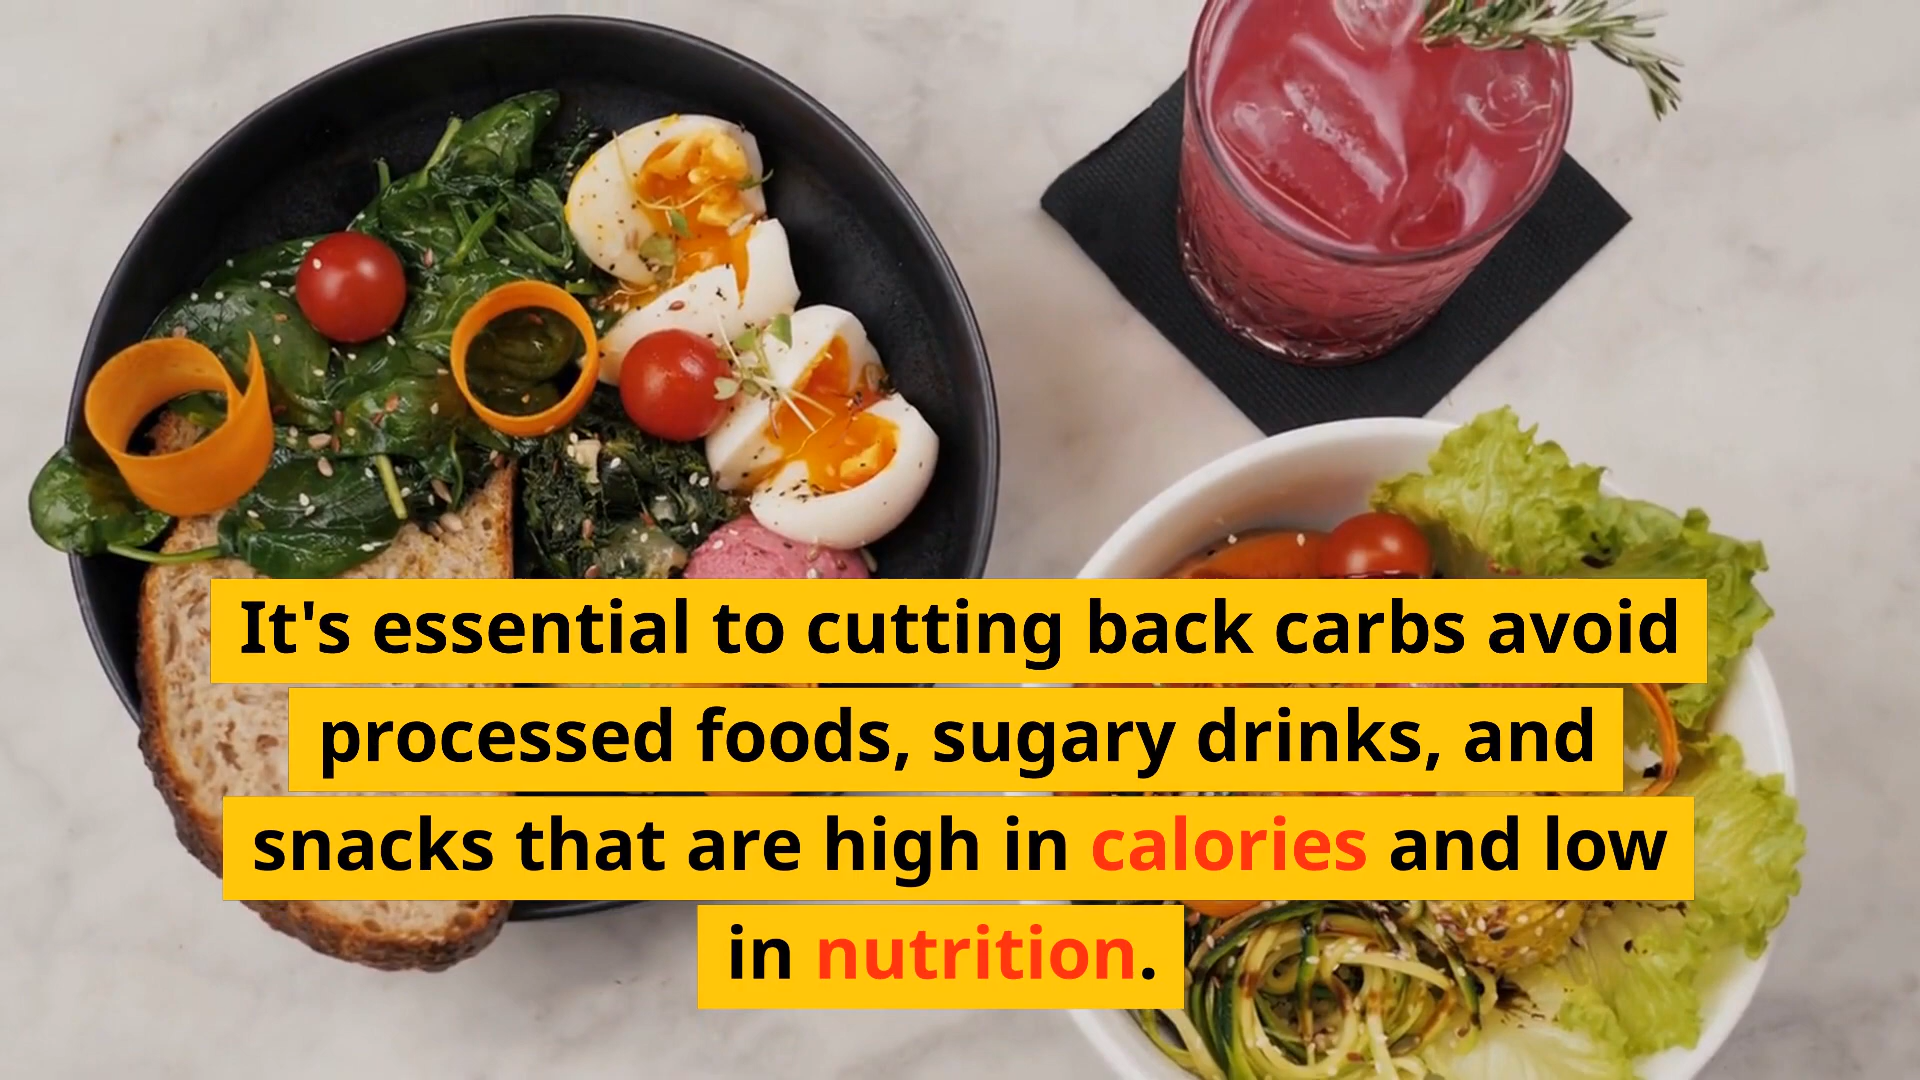 It's essential to cutting back carbs avoid
processed foods, sugary drinks, and
snacks that are high in calories and low
in nutrition.